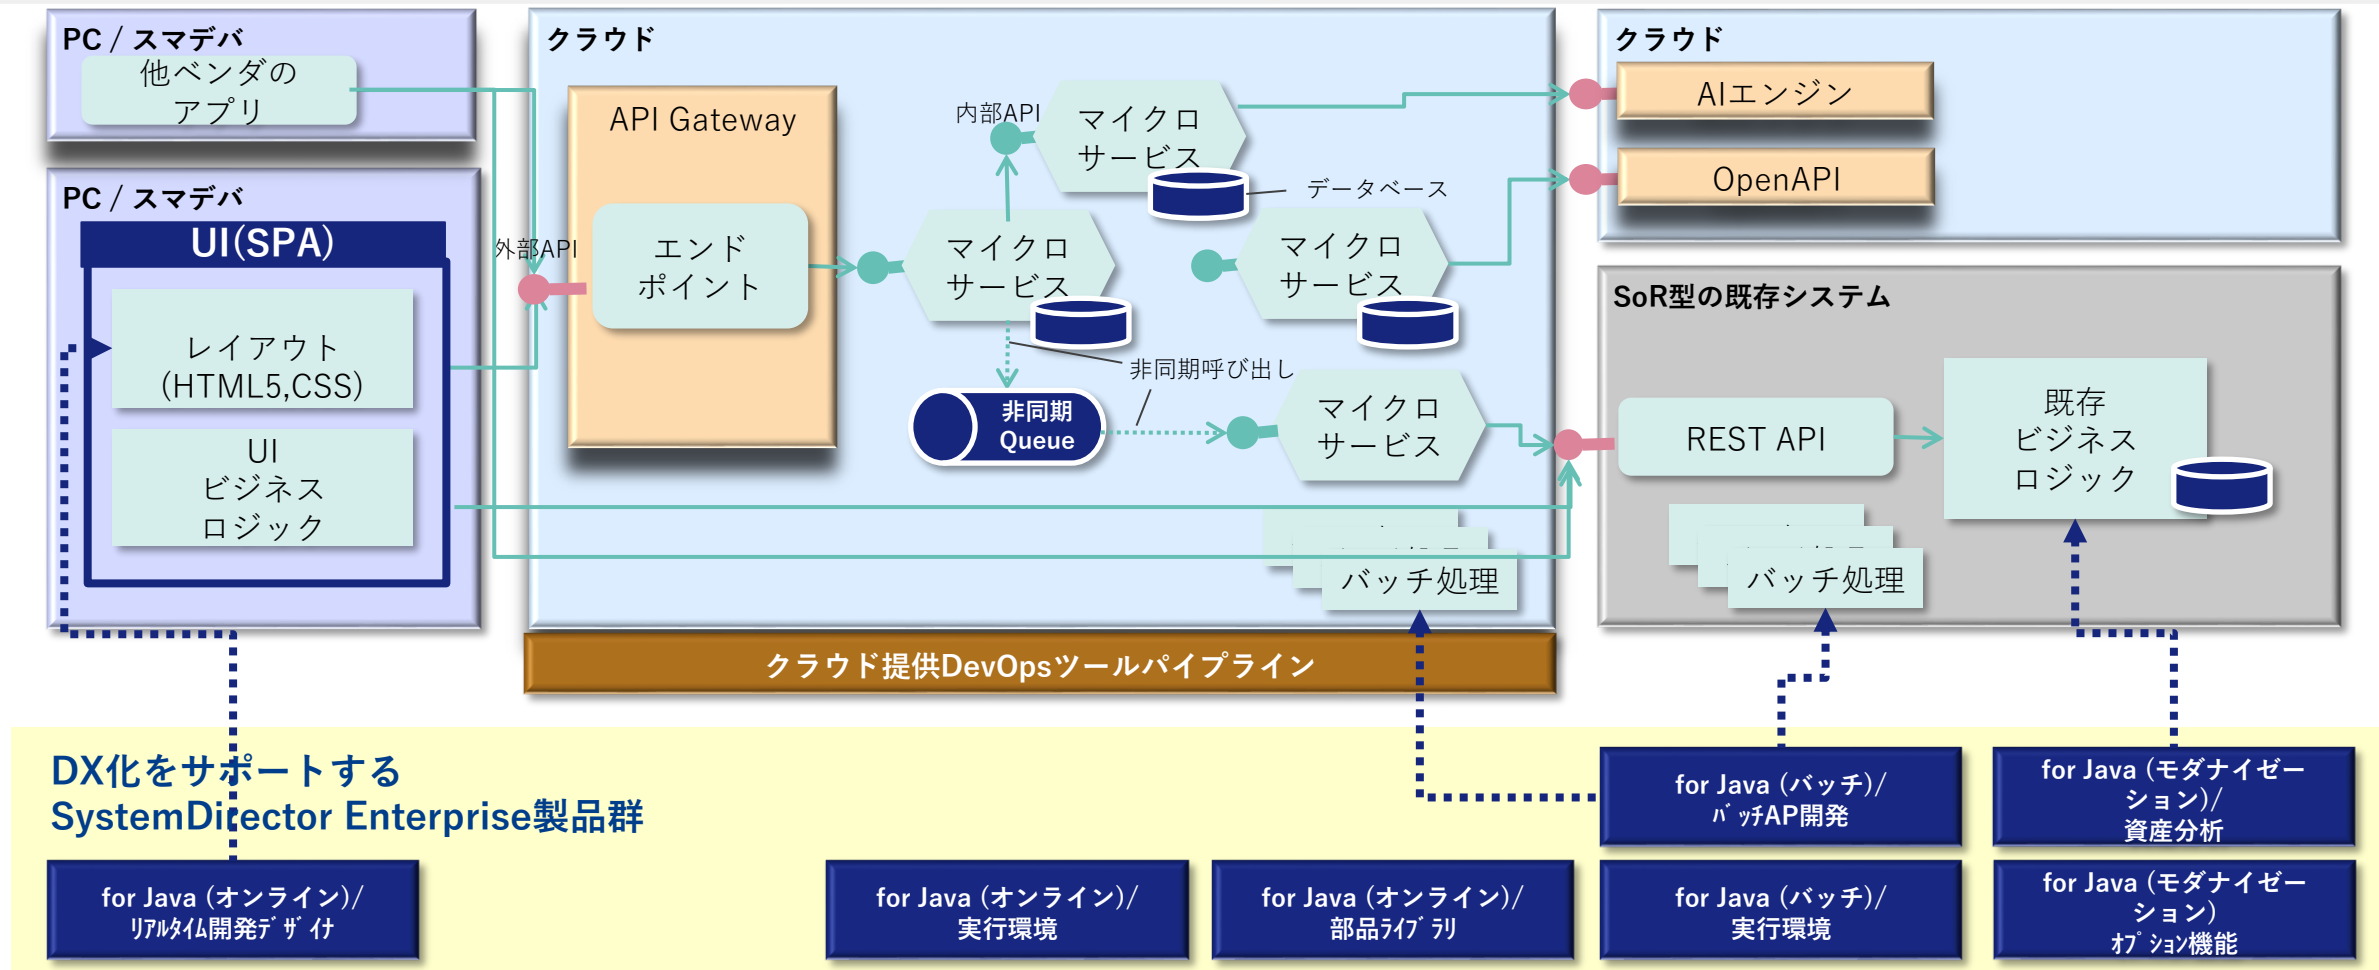 PC / スマデバ
他ベンダの
アプリ
PC / スマデバ
UI(SPA)
レイアウト
(HTML5,CSS)
UI
ビジネス
ロジック
クラウド
API Gateway
外部API
エンド
ポイント
内部API
マイクロ
サービス
データベース
マイクロ
サービス
マイクロ
サービス
非同期呼び出し
非同期
Queue
マイクロ
サービス
バッチ処理
クラウド提供DevOpsツールパイプライン
クラウド
AIエンジン
OpenAPI
SoR型の既存システム
REST API
既存
ビジネス
ロジック
バッチ処理
DX化をサポートする
SystemDirector Enterprise製品群
for Java (オンライン)/
ﾘｱﾙﾀｲﾑ開発ﾃﾞｻﾞｲﾅ
for Java (オンライン)/
実行環境
for Java (オンライン)/
部品ﾗｲﾌﾞﾗﾘ
for Java (バッチ)/
ﾊﾞｯﾁAP開発
for Java (バッチ)/
実行環境
for Java (モダナイゼー
ション)/
資産分析
for Java (モダナイゼー
ション)
ｵﾌﾟｼｮﾝ機能